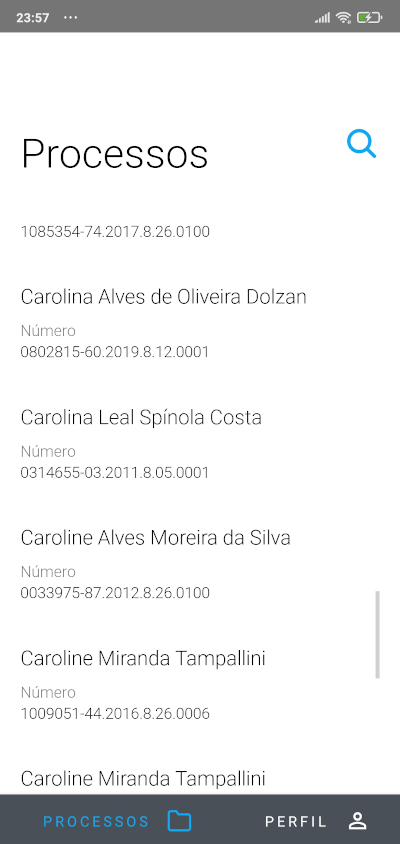 23:57 ...
Processos
1085354-74.2017.8.26.0100
Carolina Alves de Oliveira Dolzan
Número
0802815-60.2019.8.12.0001
Carolina Leal Spínola Costa
Número
0314655-03.2011.8.05.0001
Caroline Alves Moreira da Silva
Número
0033975-87.2012.8.26.0100
Caroline Miranda Tampallini
Número
1009051-44.2016.8.26.0006
Caroline Miranda Tampallini
PROCESSOS PERFIL